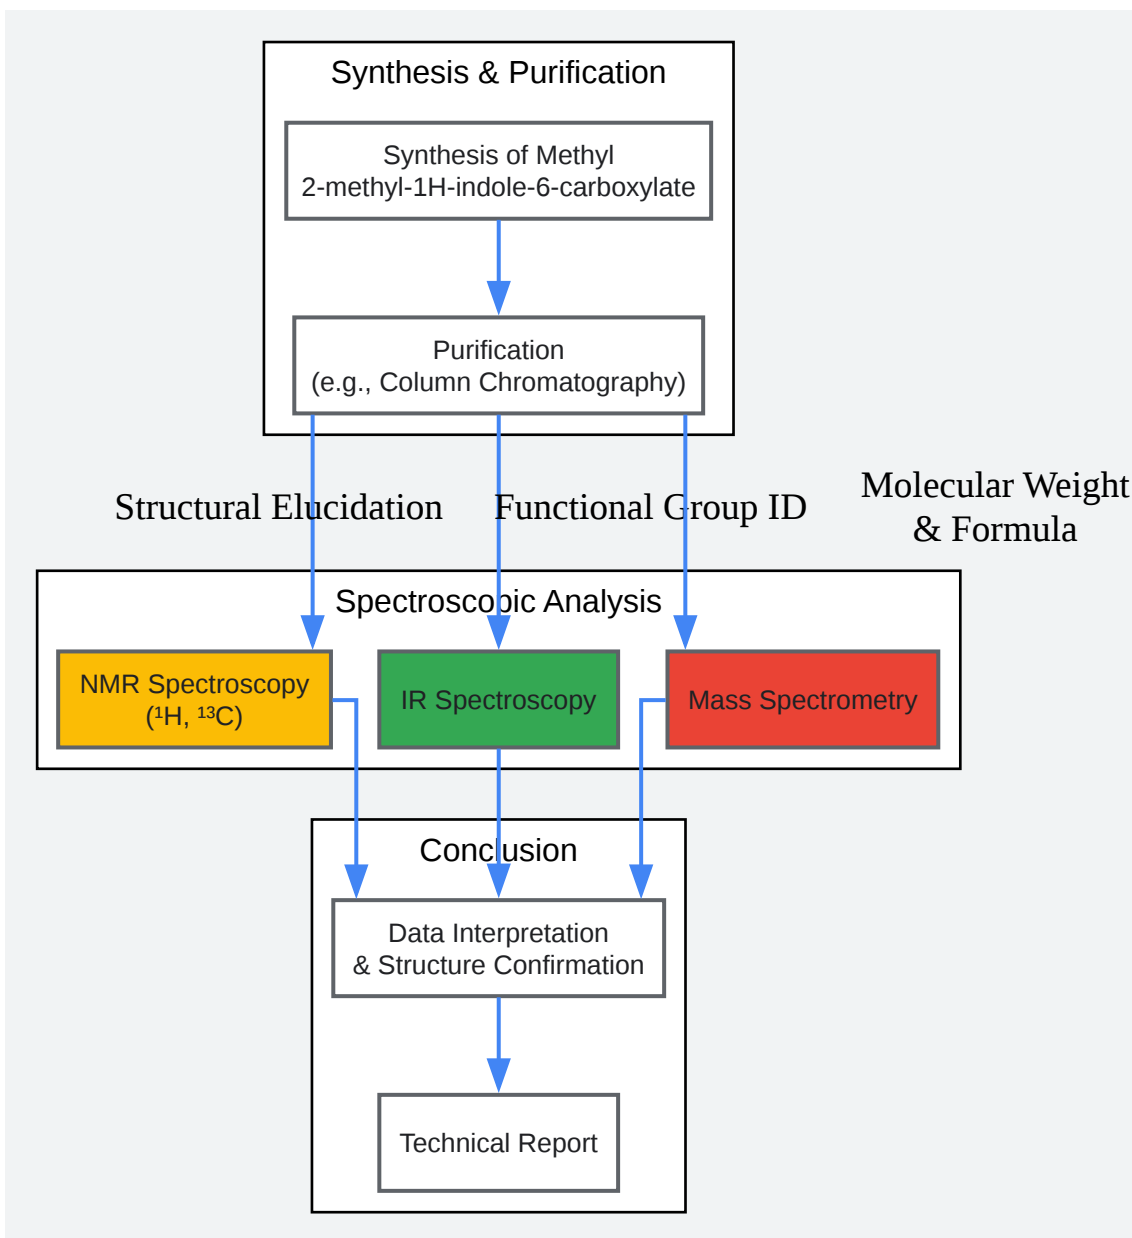 Synthesis & Purification
Synthesis of Methyl
2-methyl-1H-indole-6-carboxylate
Purification
(e.g., Column Chromatography)
Structural Elucidation
Functional Group ID
Molecular Weight
& Formula
Spectroscopic Analysis
NMR Spectroscopy
(¹H, ¹³C)
IR Spectroscopy
Mass Spectrometry
Conclusion
Data Interpretation
& Structure Confirmation
Technical Report